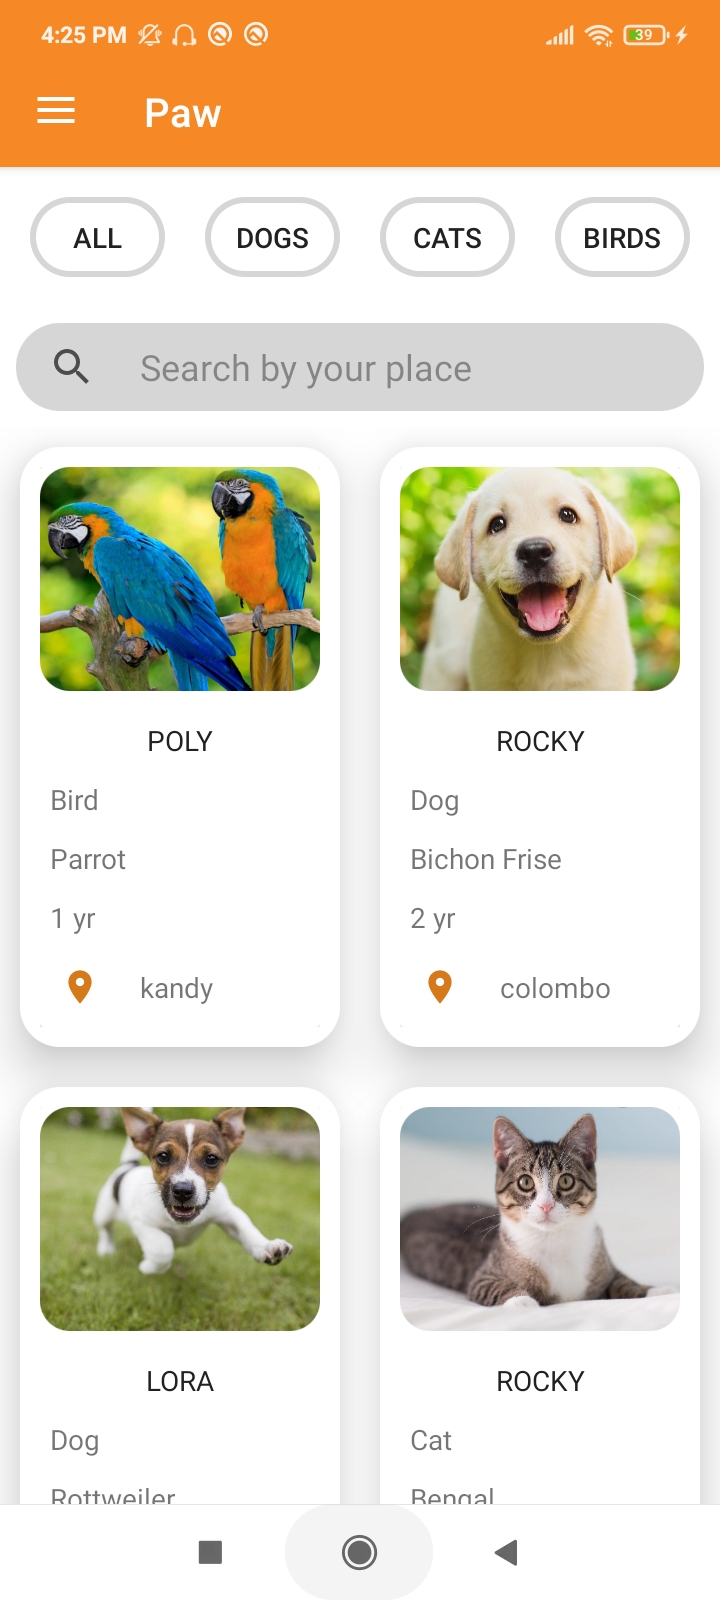 4:25 PM
39
Paw
ALL
DOGS
CATS
BIRDS
Search by your place
POLY
Bird
Parrot
1 yr
kandy
ROCKY
Dog
Bichon Frise
2 yr
colombo
LORA
Dog
Rottweiler
ROCKY
Cat
Bengal